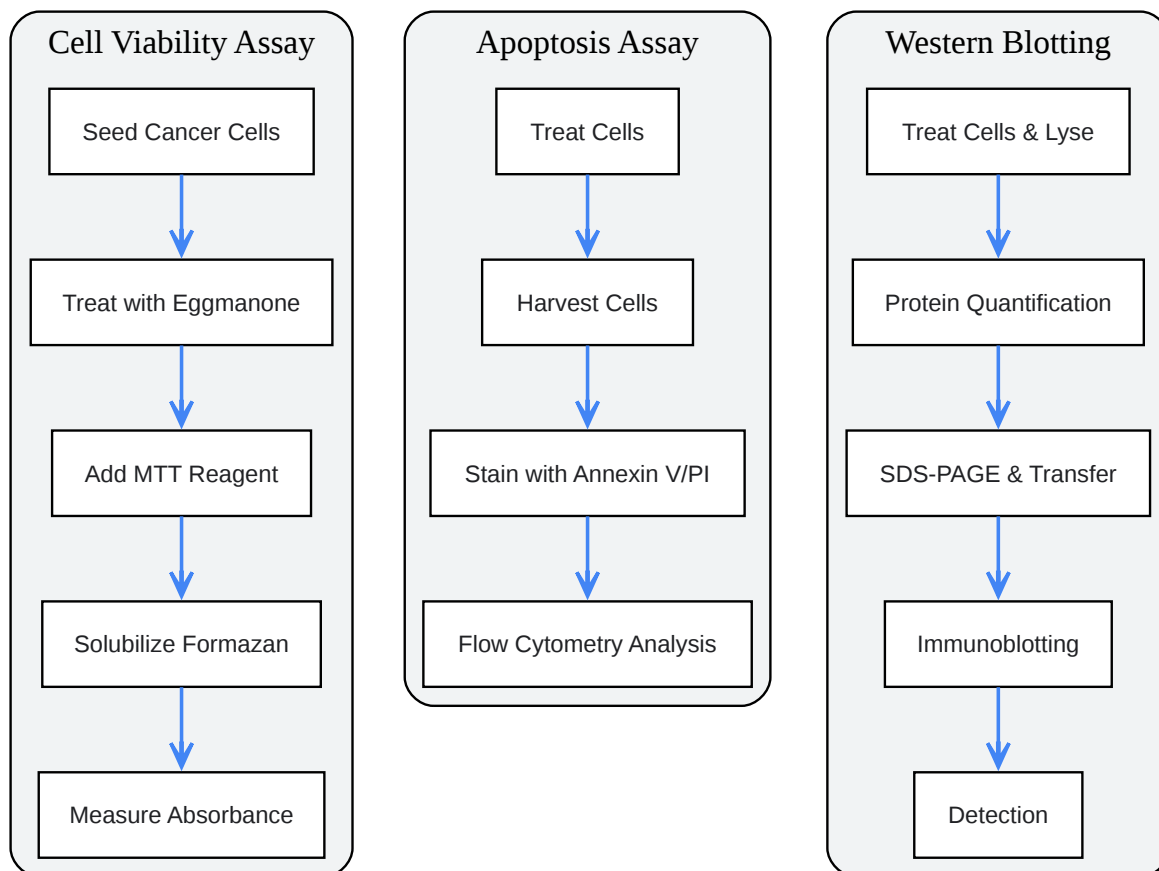 Cell Viability Assay
Seed Cancer Cells
Treat with Eggmanone
Add MTT Reagent
Solubilize Formazan
Measure Absorbance
Apoptosis Assay
Treat Cells
Harvest Cells
Stain with Annexin V/PI
Flow Cytometry Analysis
Western Blotting
Treat Cells & Lyse
Protein Quantification
SDS-PAGE & Transfer
Immunoblotting
Detection